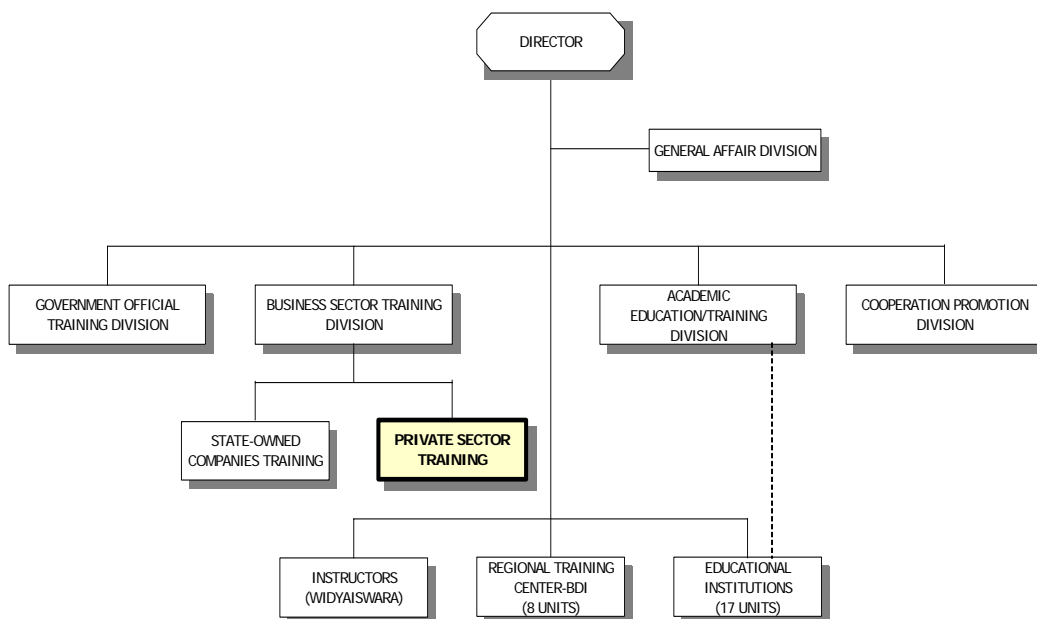 DIRECTOR
GENERAL AFFAIR DIVISION
GOVERNMENT OFFICIAL
TRAINING DIVISION
BUSINESS SECTOR TRAINING
DIVISION
ACADEMIC
EDUCATION/TRAINING
DIVISION
COOPERATION PROMOTION
DIVISION
STATE-OWNED
COMPANIES TRAINING
PRIVATE SECTOR
TRAINING
INSTRUCTORS
(WIDYAISWARA)
REGIONAL TRAINING
CENTER-BDI
(8 UNITS)
EDUCATIONAL
INSTITUTIONS
(17 UNITS)